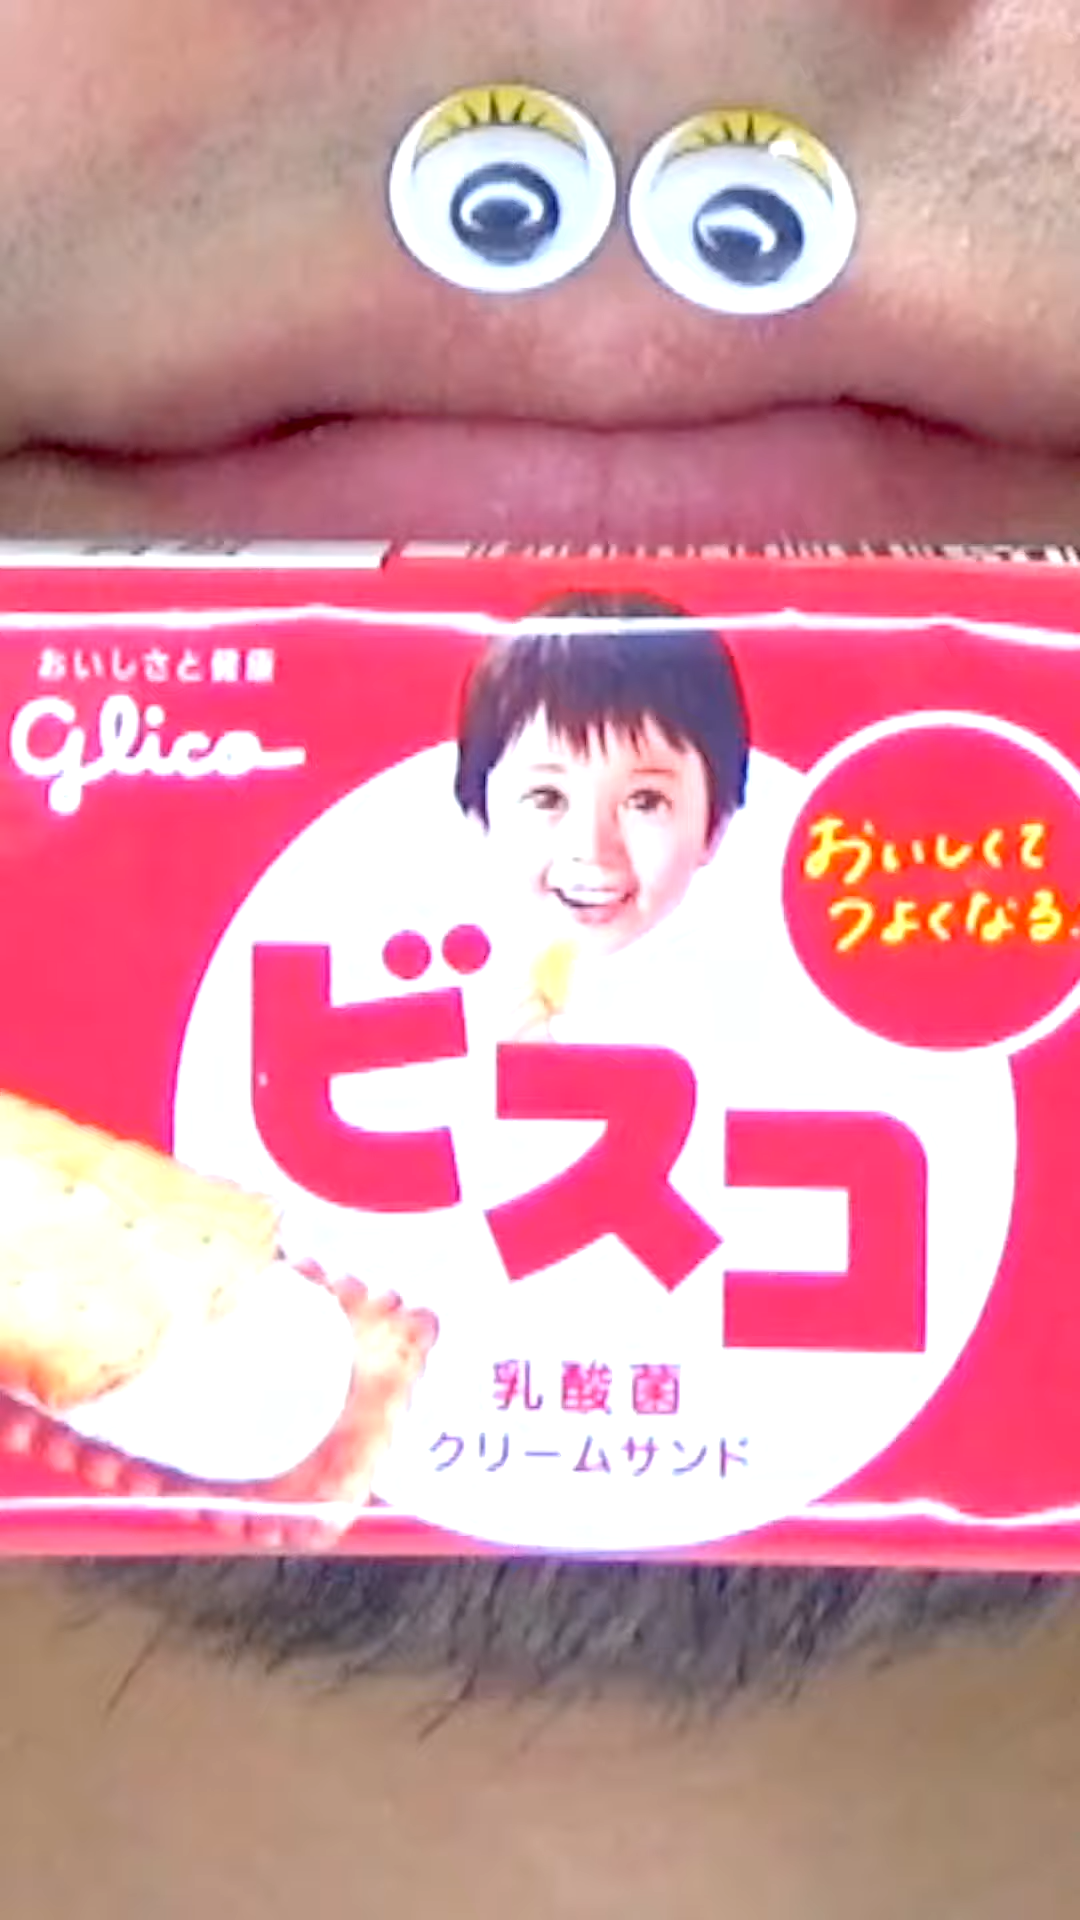 おいしさと健康
glico
おいしくて
つよくなる。
ビスコ
乳酸菌
クリームサンド